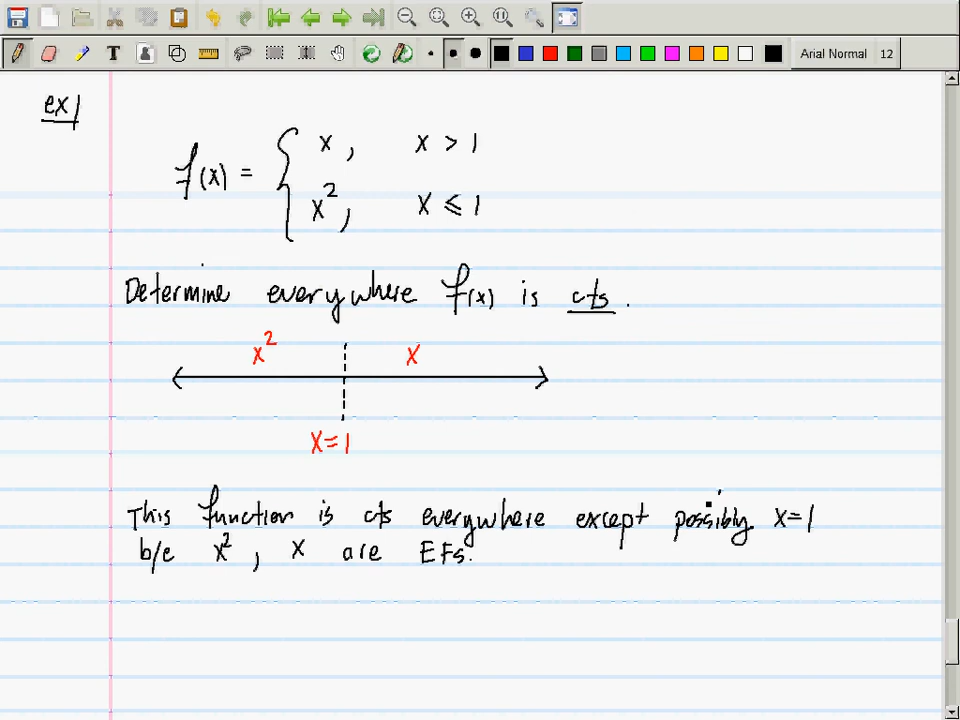 Arial Normal 12
ex1
f(x) = { x , x > 1
x², x ⩽ 1
Determine everywhere f(x) is cts .
x² x
x=1
This function is cts everywhere except possibly x=1
b/c x² , x are EFs.